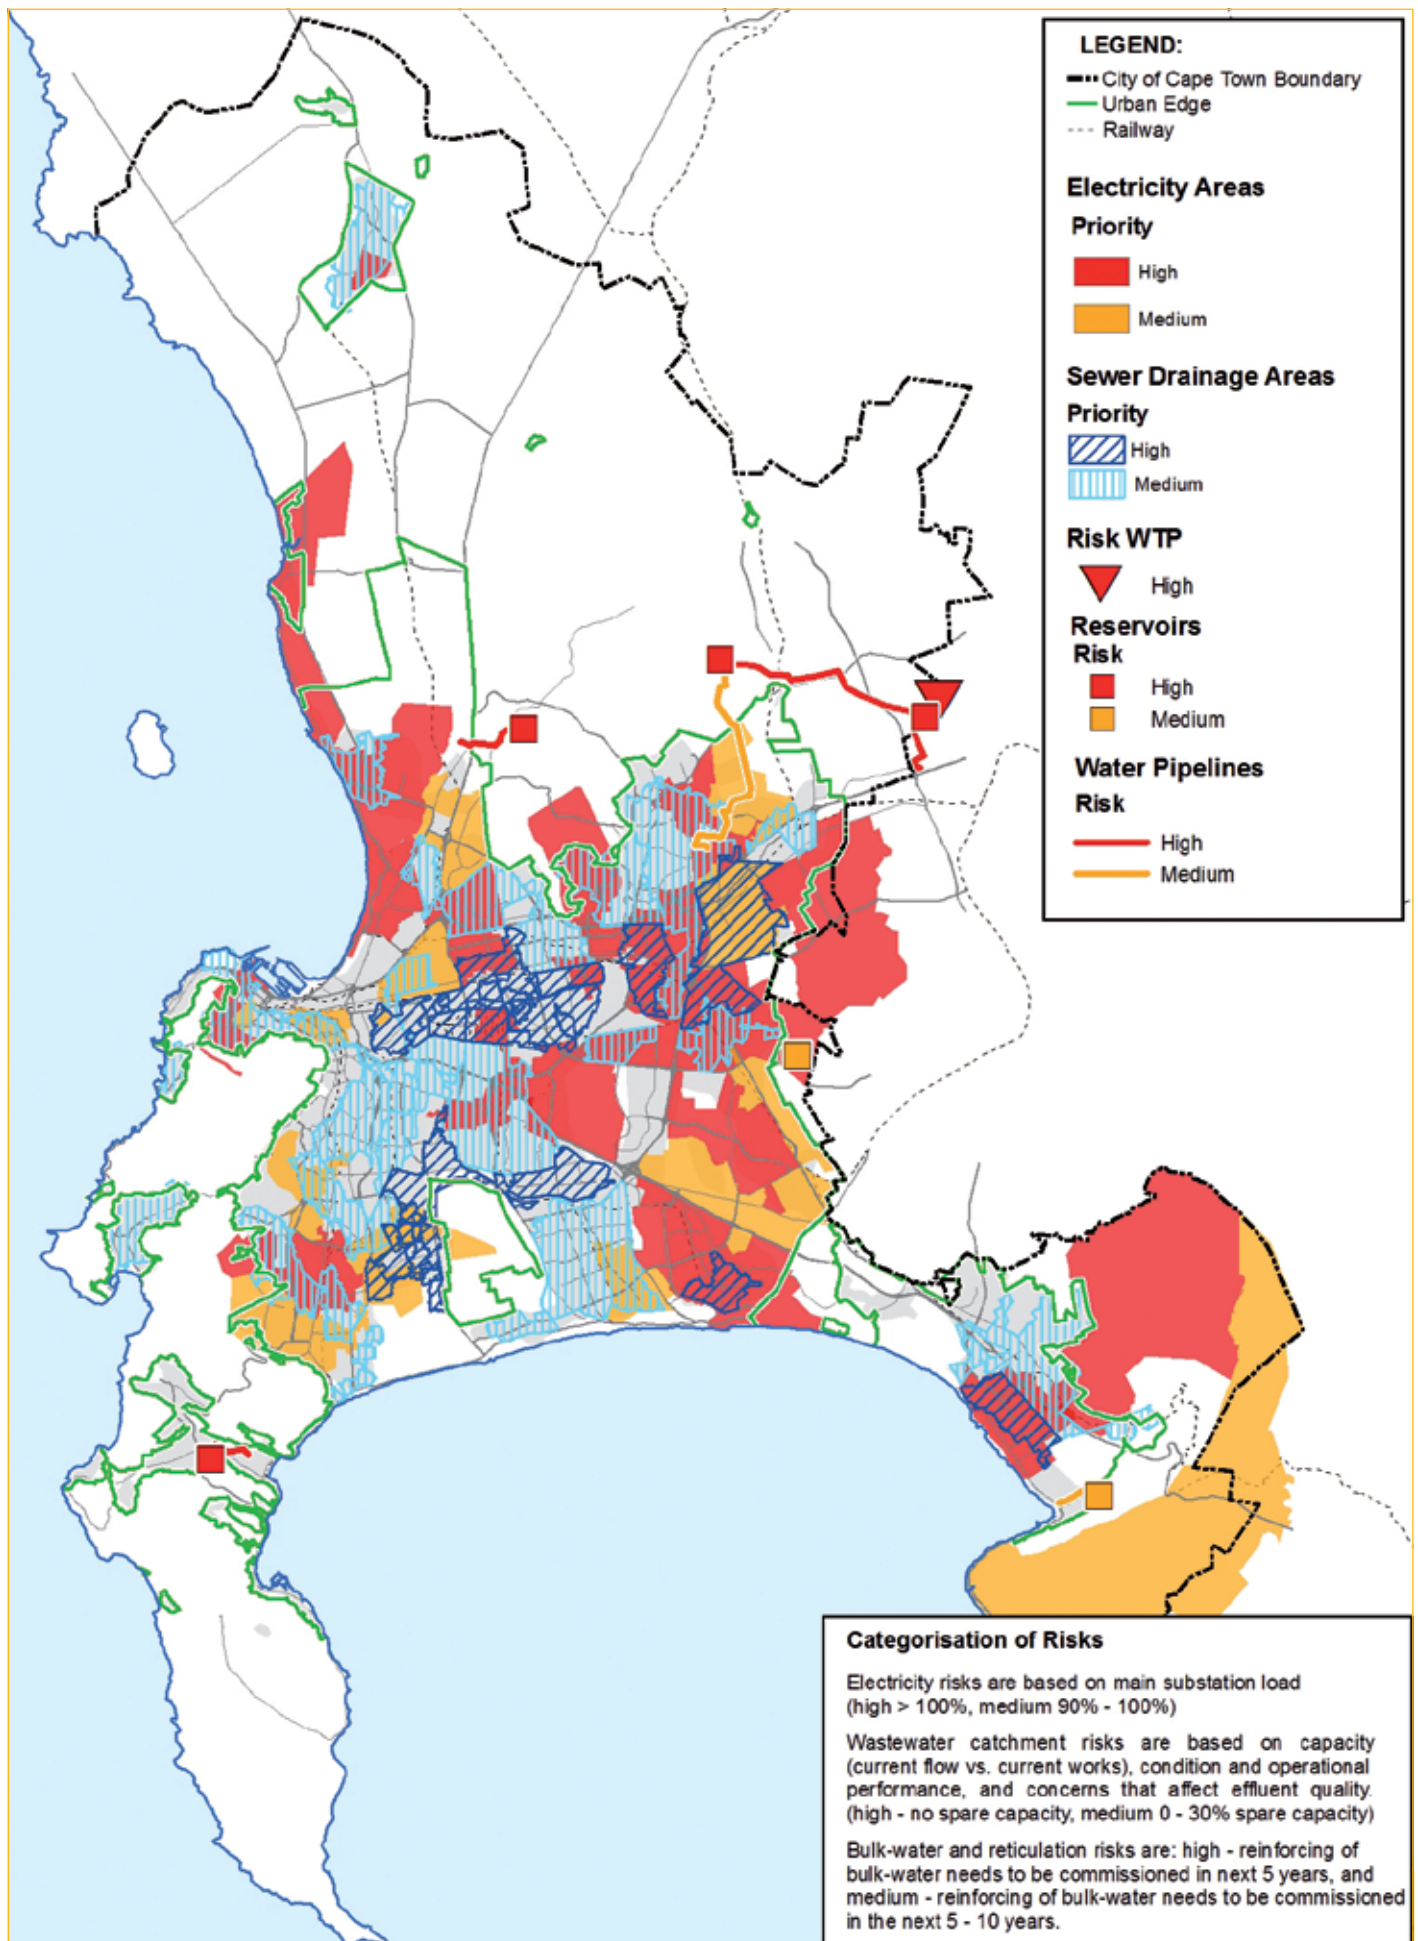 LEGEND:
City of Cape Town Boundary
Urban Edge
Railway
Electricity Areas
Priority
High
Medium
Sewer Drainage Areas
Priority
High
Medium
Risk WTP
High
Reservoirs
Risk
High
Medium
Water Pipelines
Risk
High
Medium
Categorisation of Risks
Electricity risks are based on main substation load
(high > 100%, medium 90% - 100%)
Wastewater catchment risks are based on capacity
(current flow vs. current works), condition and operational
performance, and concerns that affect effluent quality.
(high - no spare capacity, medium 0 - 30% spare capacity)
Bulk-water and reticulation risks are: high - reinforcing of
bulk-water needs to be commissioned in next 5 years, and
medium - reinforcing of bulk-water needs to be commissioned
in the next 5 - 10 years.